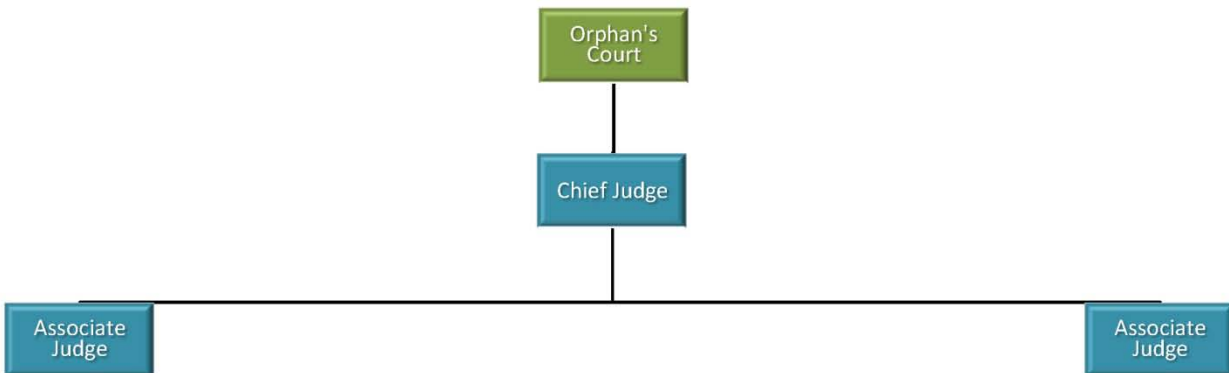 Orphan's
Court
Chief Judge
Associate
Judge
Associate
Judge